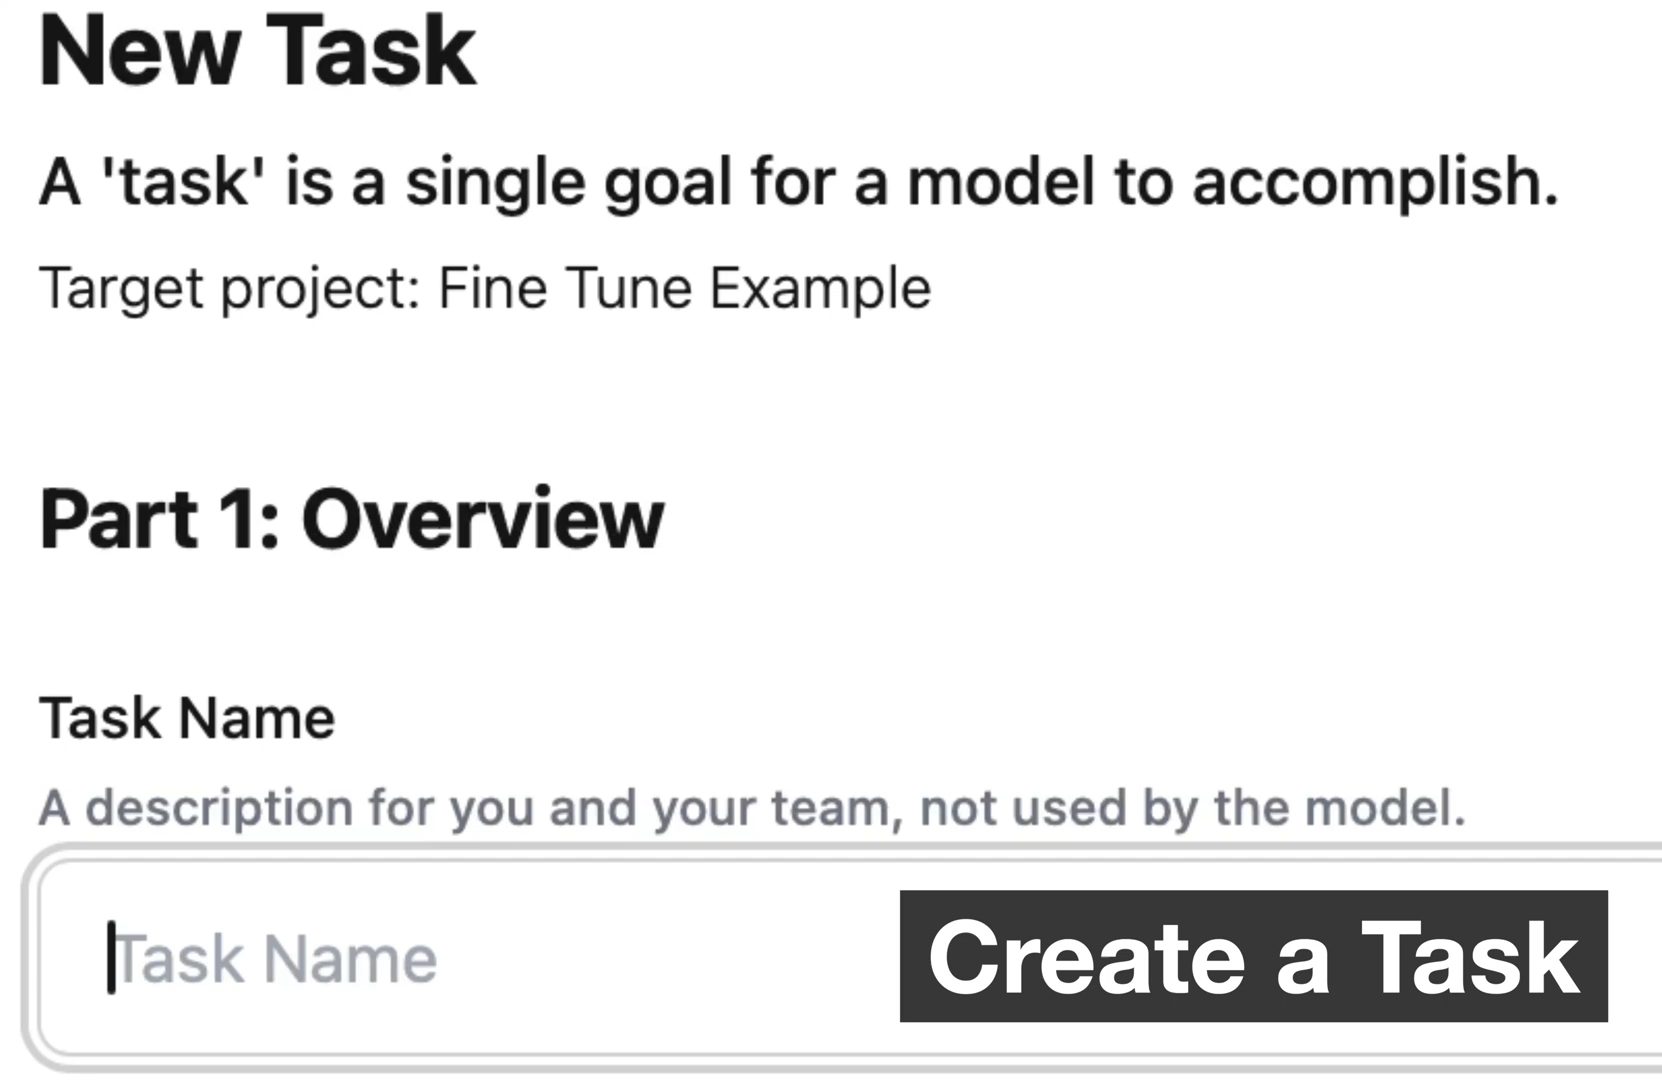 New Task
A 'task' is a single goal for a model to accomplish.
Target project: Fine Tune Example
Part 1: Overview
Task Name
A description for you and your team, not used by the model.
Task Name
Create a Task